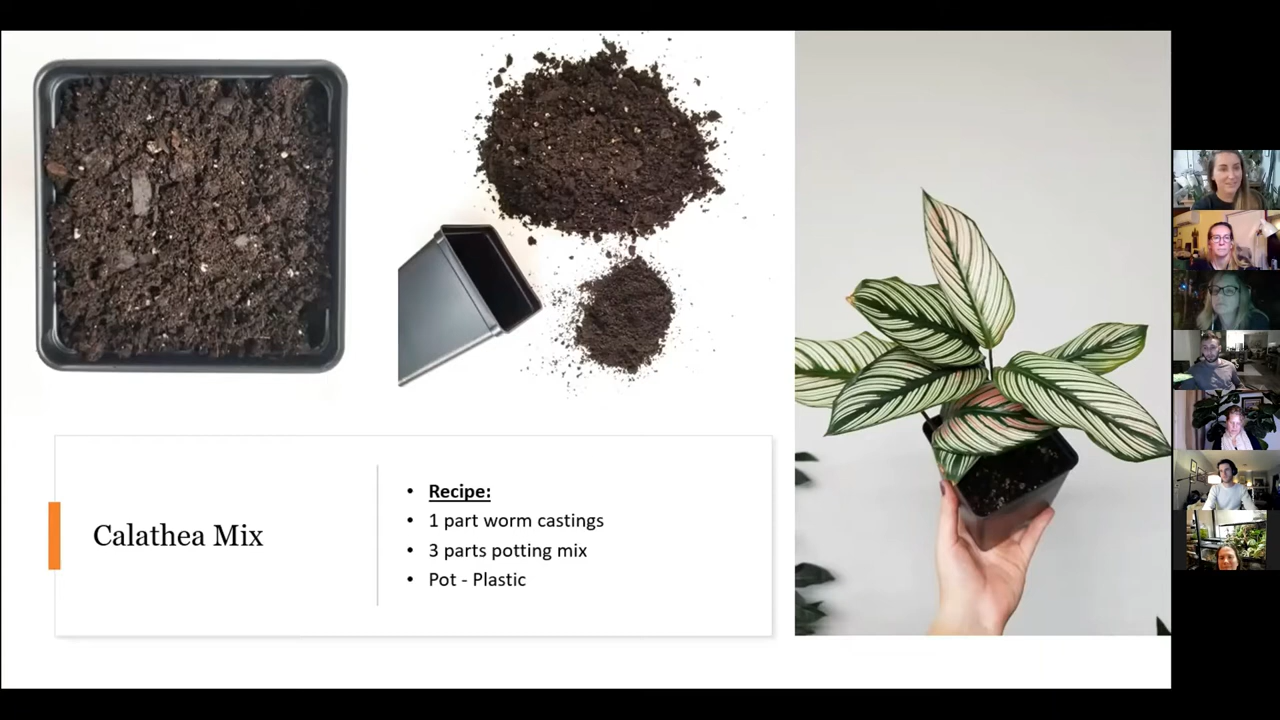 Calathea Mix
Recipe:
1 part worm castings
3 parts potting mix
Pot - Plastic